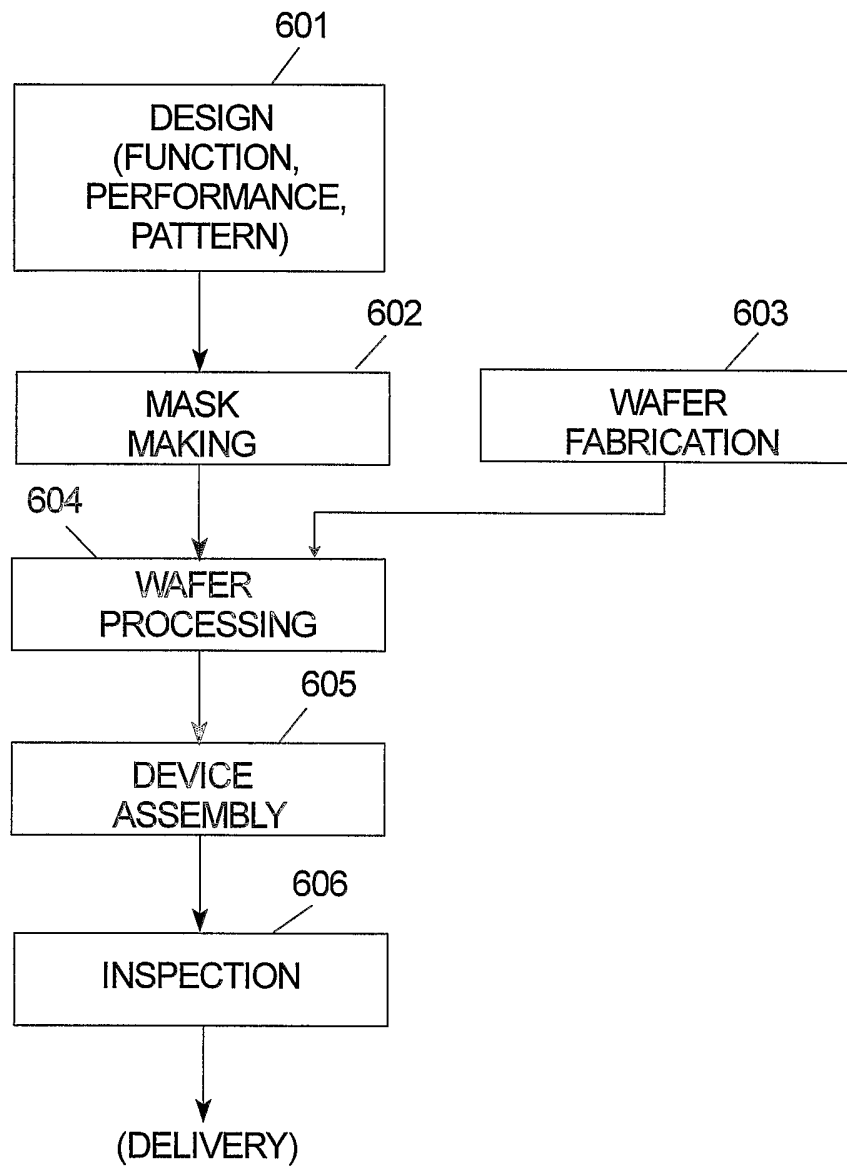 601
DESIGN
(FUNCTION,
PERFORMANCE,
PATTERN)
602
MASK
MAKING
603
WAFER
FABRICATION
604
WAFER
PROCESSING
605
DEVICE
ASSEMBLY
606
INSPECTION
(DELIVERY)